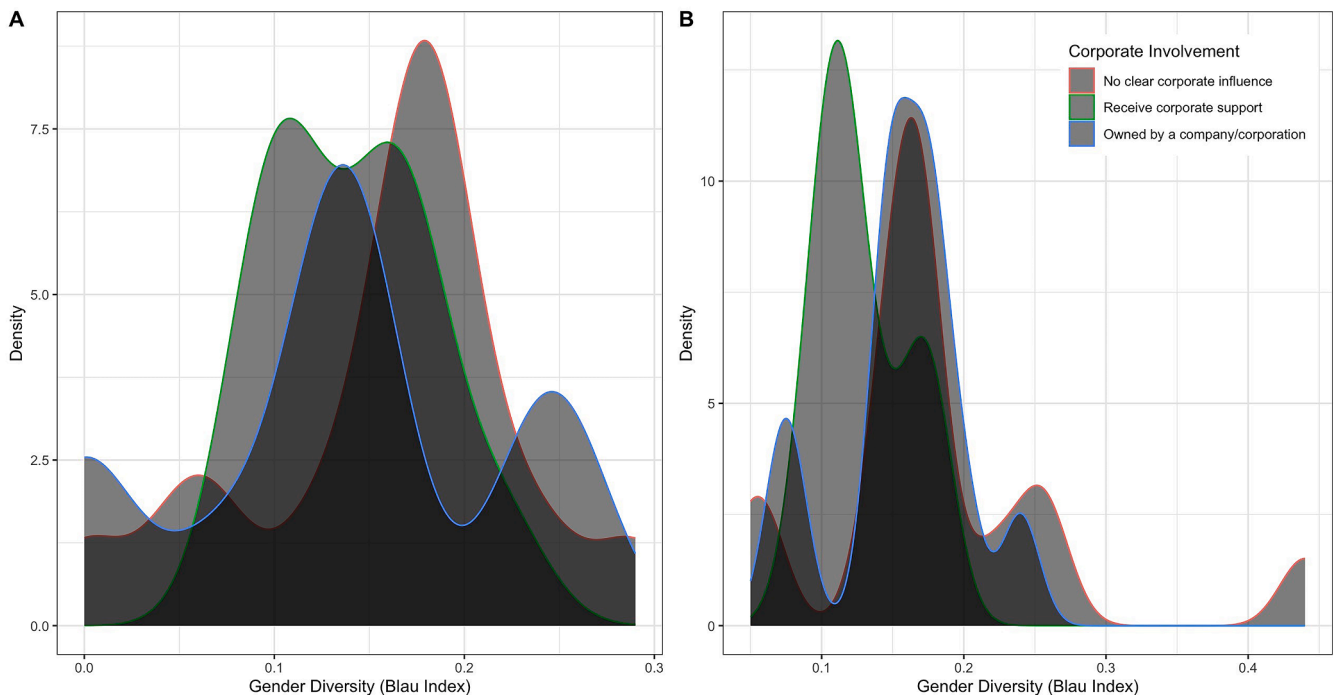 A
Density
7.5
5.0
2.5
0.0
0.0
0.1
0.2
0.3
Gender Diversity (Blau Index)
B
Density
10
5
0
0.1
0.2
0.3
0.4
Gender Diversity (Blau Index)
Corporate Involvement
No clear corporate influence
Receive corporate support
Owned by a company/corporation